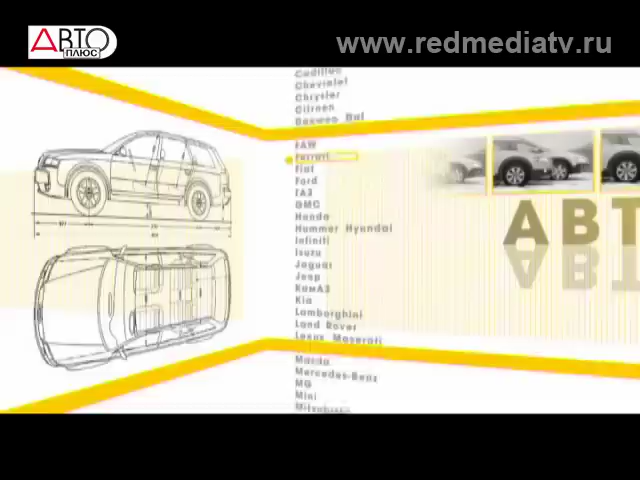 АВТО
ПЛЮС
www.redmediatv.ru
Cadillac
Chevrolet
Chrysler
Citroen
FAW
Ferrari
Fiat
Ford
ГАЗ
GMC
Honda
Hummer Hyundai
Infiniti
Isuzu
Jaguar
Jeep
КамАЗ
Kia
Lamborghini
Land Rover
Lexus Maserati
Mazda
Mercedes-Benz
MG
Mini
Mitsubishi
АВТ